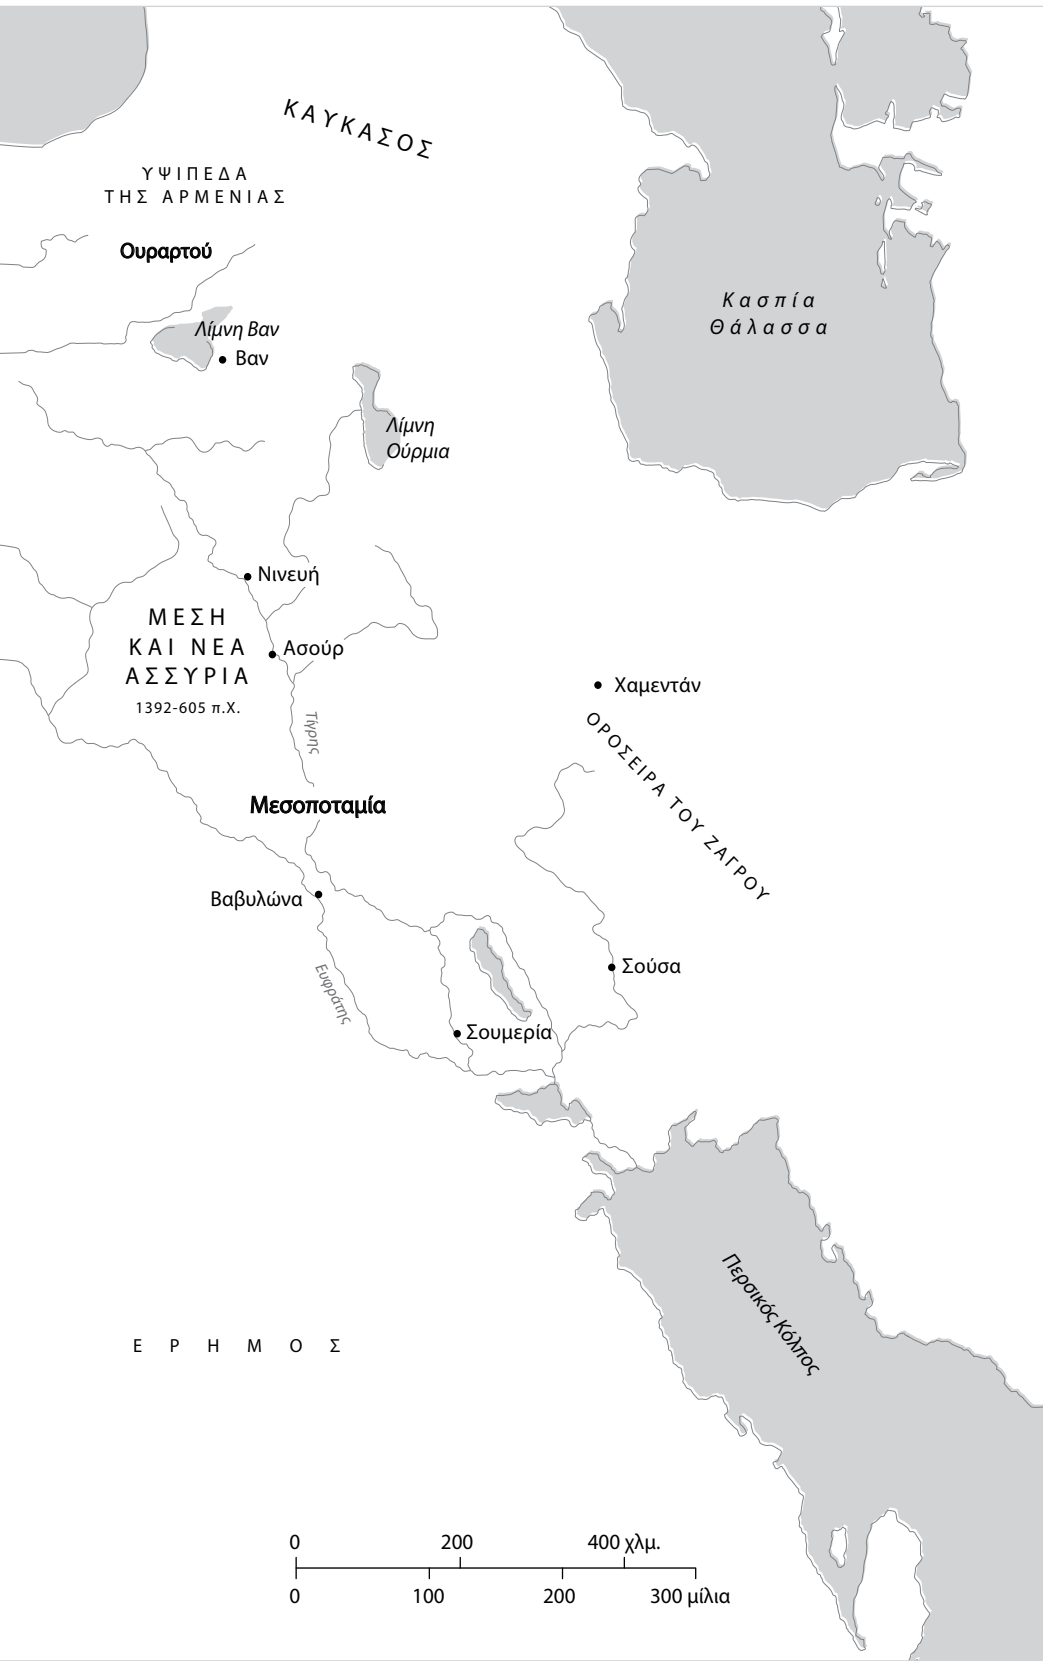 ΚΑΥΚΑΣΟΣ
ΥΨΙΠΕΔΑ
ΤΗΣ ΑΡΜΕΝΙΑΣ
Ουραρτού
Κασπία
Θάλασσα
Λίμνη Βαν
Βαν
Λίμνη
Ούρμια
Νινευή
ΜΕΣΗ
ΚΑΙ ΝΕΑ
ΑΣΣΥΡΙΑ
1392-605 π.Χ.
Ασούρ
Χαμεντάν
ΟΡΟΣΕΙΡΑ ΤΟΥ ΖΑΓΡΟΥ
Τίγρης
Μεσοποταμία
Βαβυλώνα
Ευφράτης
Σούσα
Σουμερία
Περσικός Κόλπος
ΕΡΗΜΟΣ
0 200 400 χλμ.
0 100 200 300 μίλια